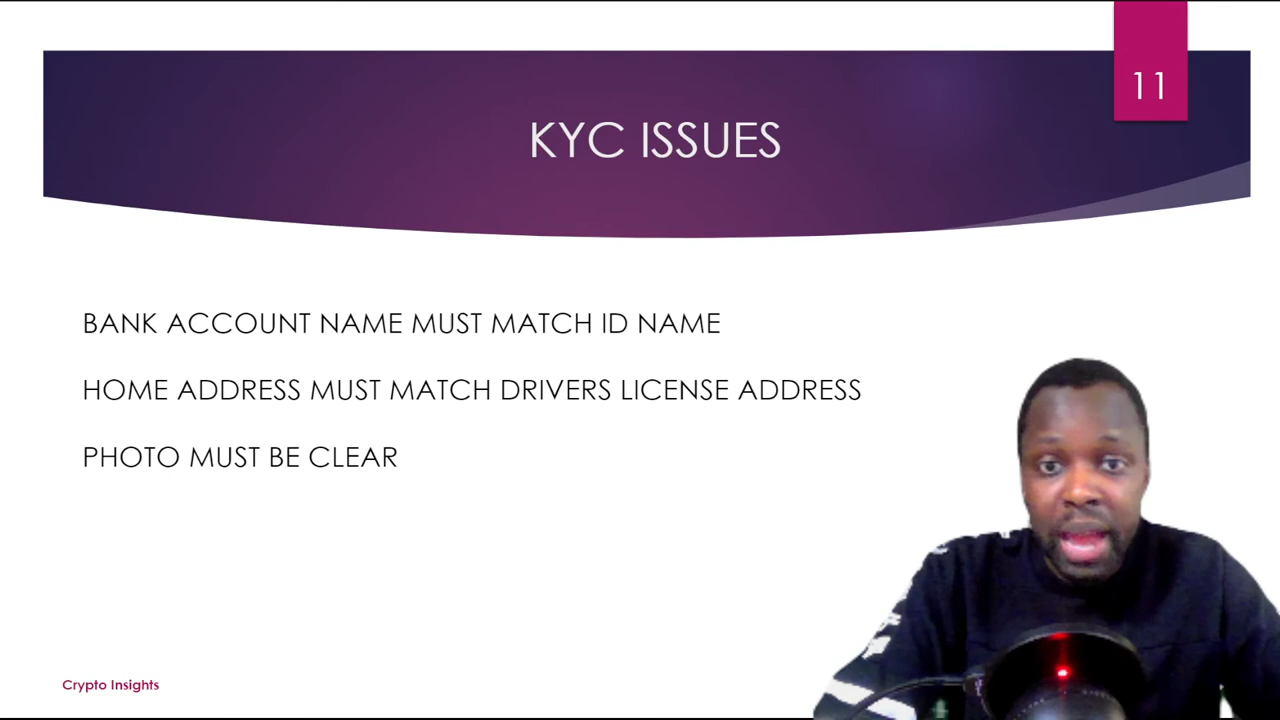 11
KYC ISSUES
BANK ACCOUNT NAME MUST MATCH ID NAME
HOME ADDRESS MUST MATCH DRIVERS LICENSE ADDRESS
PHOTO MUST BE CLEAR
Crypto Insights